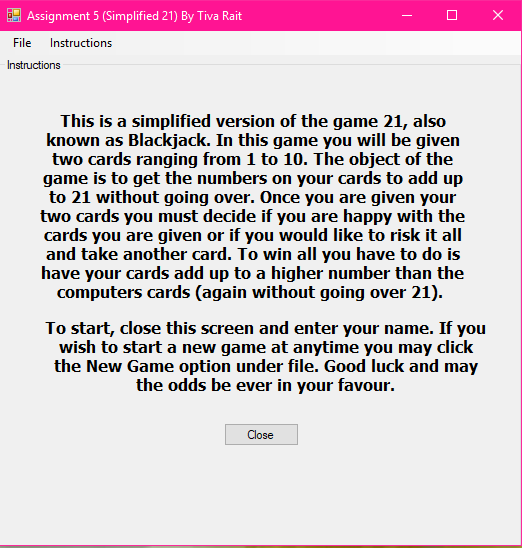 Assignment 5 (Simplified 21) By Tiva Rait
File Instructions
Instructions
This is a simplified version of the game 21, also
known as Blackjack. In this game you will be given
two cards ranging from 1 to 10. The object of the
game is to get the numbers on your cards to add up
to 21 without going over. Once you are given your
two cards you must decide if you are happy with the
cards you are given or if you would like to risk it all
and take another card. To win all you have to do is
have your cards add up to a higher number than the
computers cards (again without going over 21).
To start, close this screen and enter your name. If you
wish to start a new game at anytime you may click
the New Game option under file. Good luck and may
the odds be ever in your favour.
Close